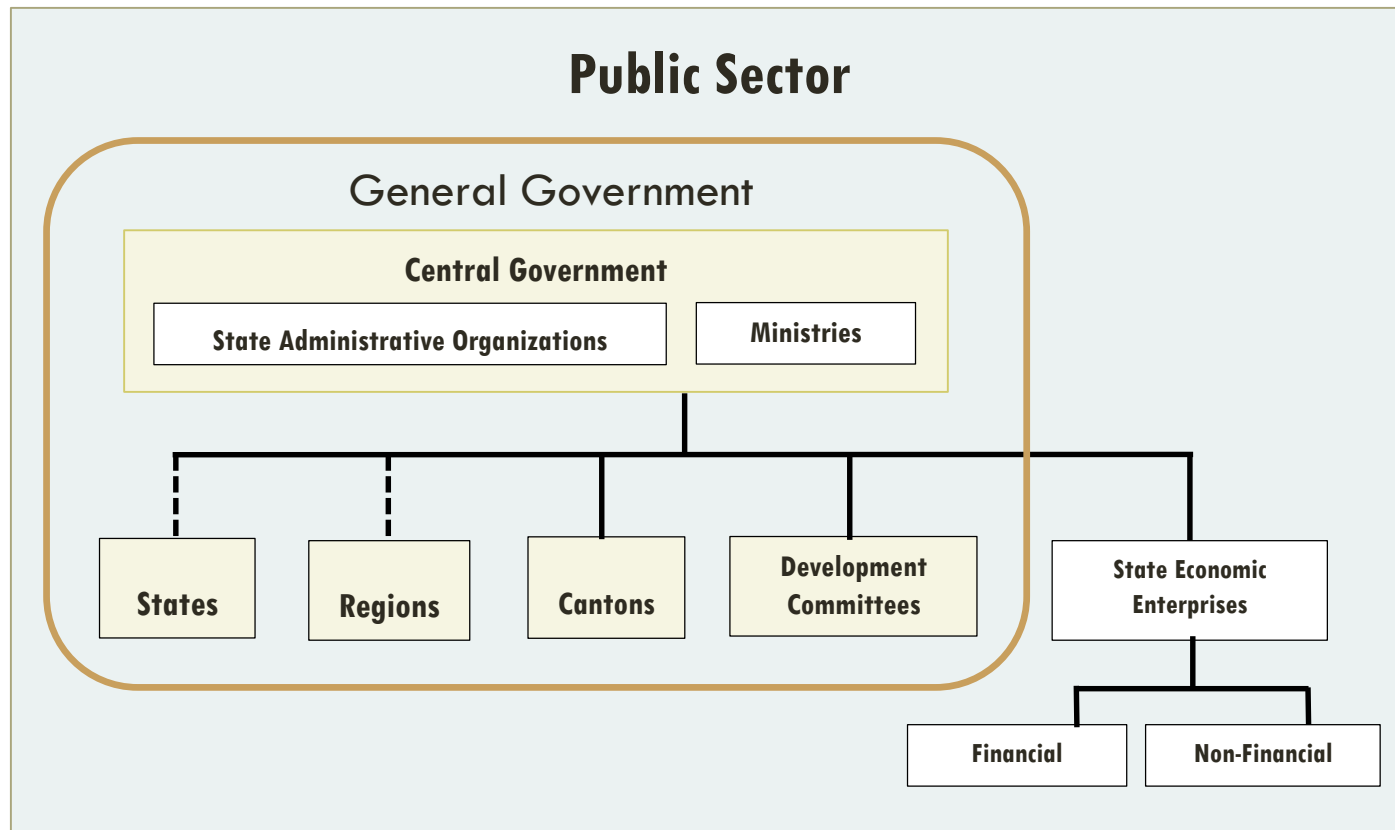 Public Sector
General Government
Central Government
State Administrative Organizations
Ministries
States
Regions
Cantons
Development
Committees
State Economic
Enterprises
Financial
Non-Financial